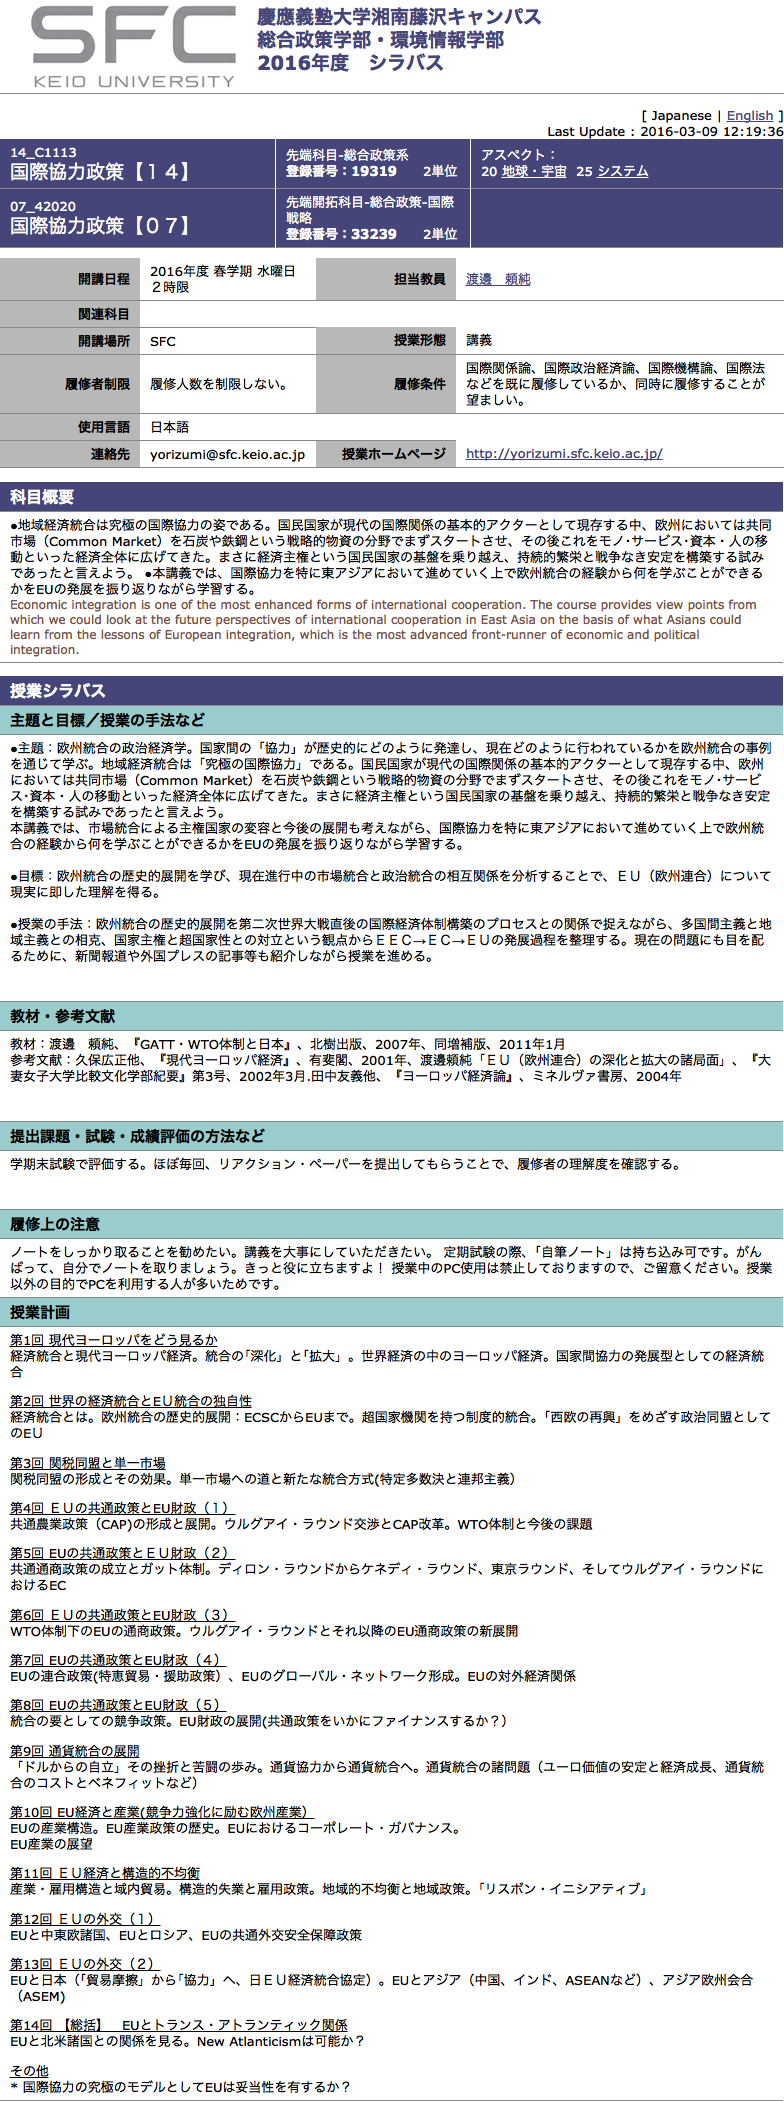 SFC
KEIO UNIVERSITY
慶應義塾大学湘南藤沢キャンパス
総合政策学部・環境情報学部
2016年度　シラバス
[ Japanese | English ]
Last Update : 2016-03-09 12:19:36
14_C1113
国際協力政策【１４】
先端科目-総合政策系
登録番号：19319　2単位
アスペクト：
20 地球・宇宙 25 システム
07_42020
国際協力政策【０７】
先端開拓科目-総合政策-国際
戦略
登録番号：33239　2単位
開講日程
2016年度 春学期 水曜日
２時限
担当教員
渡邊　頼純
関連科目
開講場所
SFC
授業形態
講義
履修者制限
履修人数を制限しない。
履修条件
国際関係論、国際政治経済論、国際機構論、国際法
などを既に履修しているか、同時に履修することが
望ましい。
使用言語
日本語
連絡先
yorizumi@sfc.keio.ac.jp
授業ホームページ
http://yorizumi.sfc.keio.ac.jp/
科目概要
●地域経済統合は究極の国際協力の姿である。国民国家が現代の国際関係の基本的アクターとして現存する中、欧州においては共同
市場（Common Market）を石炭や鉄鋼という戦略的物資の分野でまずスタートさせ、その後これをモノ･サービス･資本・人の移
動といった経済全体に広げてきた。まさに経済主権という国民国家の基盤を乗り越え、持続的繁栄と戦争なき安定を構築する試み
であったと言えよう。 ●本講義では、国際協力を特に東アジアにおいて進めていく上で欧州統合の経験から何を学ぶことができる
かをEUの発展を振り返りながら学習する。
Economic integration is one of the most enhanced forms of international cooperation. The course provides view points from
which we could look at the future perspectives of international cooperation in East Asia on the basis of what Asians could
learn from the lessons of European integration, which is the most advanced front-runner of economic and political
integration.
授業シラバス
主題と目標／授業の手法など
●主題：欧州統合の政治経済学。国家間の「協力」が歴史的にどのように発達し、現在どのように行われているかを欧州統合の事例
を通じて学ぶ。地域経済統合は「究極の国際協力」である。国民国家が現代の国際関係の基本的アクターとして現存する中、欧州
においては共同市場（Common Market）を石炭や鉄鋼という戦略的物資の分野でまずスタートさせ、その後これをモノ･サービ
ス･資本・人の移動といった経済全体に広げてきた。まさに経済主権という国民国家の基盤を乗り越え、持続的繁栄と戦争なき安定
を構築する試みであったと言えよう。
本講義では、市場統合による主権国家の変容と今後の展開も考えながら、国際協力を特に東アジアにおいて進めていく上で欧州統
合の経験から何を学ぶことができるかをEUの発展を振り返りながら学習する。
●目標：欧州統合の歴史的展開を学び、現在進行中の市場統合と政治統合の相互関係を分析することで、ＥＵ（欧州連合）について
現実に即した理解を得る。
●授業の手法：欧州統合の歴史的展開を第二次世界大戦直後の国際経済体制構築のプロセスとの関係で捉えながら、多国間主義と地
域主義との相克、国家主権と超国家性との対立という観点からＥＥＣ→ＥＣ→ＥＵの発展過程を整理する。現在の問題にも目を配
るために、新聞報道や外国プレスの記事等も紹介しながら授業を進める。
教材・参考文献
教材：渡邊　頼純、『GATT・WTO体制と日本』、北樹出版、2007年、同増補版、2011年1月
参考文献：久保広正他、『現代ヨーロッパ経済』、有斐閣、2001年、渡邊頼純「ＥＵ（欧州連合）の深化と拡大の諸局面」、『大
妻女子大学比較文化学部紀要』第3号、2002年3月.田中友義他、『ヨーロッパ経済論』、ミネルヴァ書房、2004年
提出課題・試験・成績評価の方法など
学期末試験で評価する。ほぼ毎回、リアクション・ペーパーを提出してもらうことで、履修者の理解度を確認する。
履修上の注意
ノートをしっかり取ることを勧めたい。講義を大事にしていただきたい。 定期試験の際、「自筆ノート」は持ち込み可です。がん
ばって、自分でノートを取りましょう。きっと役に立ちますよ！ 授業中のPC使用は禁止しておりますので、ご留意ください。授業
以外の目的でPCを利用する人が多いためです。
授業計画
第1回 現代ヨーロッパをどう見るか
経済統合と現代ヨーロッパ経済。統合の｢深化」と｢拡大」。世界経済の中のヨーロッパ経済。国家間協力の発展型としての経済統
合
第2回 世界の経済統合とEＵ統合の独自性
経済統合とは。欧州統合の歴史的展開：ECSCからEUまで。超国家機関を持つ制度的統合。｢西欧の再興」をめざす政治同盟として
のEＵ
第3回 関税同盟と単一市場
関税同盟の形成とその効果。単一市場への道と新たな統合方式(特定多数決と連邦主義）
第4回 ＥＵの共通政策とEU財政（１）
共通農業政策（CAP)の形成と展開。ウルグアイ・ラウンド交渉とCAP改革。WTO体制と今後の課題
第5回 EUの共通政策とＥＵ財政（２）
共通通商政策の成立とガット体制。ディロン・ラウンドからケネディ・ラウンド、東京ラウンド、そしてウルグアイ・ラウンドに
おけるEC
第6回 ＥＵの共通政策とEU財政（３）
WTO体制下のEUの通商政策。ウルグアイ・ラウンドとそれ以降のEU通商政策の新展開
第7回 EUの共通政策とEU財政（４）
EUの連合政策(特恵貿易・援助政策）、EUのグローバル・ネットワーク形成。EUの対外経済関係
第8回 EUの共通政策とEU財政（５）
統合の要としての競争政策。EU財政の展開(共通政策をいかにファイナンスするか？）
第9回 通貨統合の展開
「ドルからの自立」その挫折と苦闘の歩み。通貨協力から通貨統合へ。通貨統合の諸問題（ユーロ価値の安定と経済成長、通貨統
合のコストとベネフィットなど）
第10回 EU経済と産業(競争力強化に励む欧州産業）
EUの産業構造。EU産業政策の歴史。EUにおけるコーポレート・ガバナンス。
EU産業の展望
第11回 ＥＵ経済と構造的不均衡
産業・雇用構造と域内貿易。構造的失業と雇用政策。地域的不均衡と地域政策。｢リスボン・イニシアティブ」
第12回 ＥＵの外交（１）
EUと中東欧諸国、EUとロシア、EUの共通外交安全保障政策
第13回 ＥＵの外交（２）
EUと日本（｢貿易摩擦」から｢協力」へ、日ＥＵ経済統合協定）。EUとアジア（中国、インド、ASEANなど）、アジア欧州会合
（ASEM)
第14回 【総括】　EUとトランス・アトランティック関係
EUと北米諸国との関係を見る。New Atlanticismは可能か？
その他
* 国際協力の究極のモデルとしてEUは妥当性を有するか？